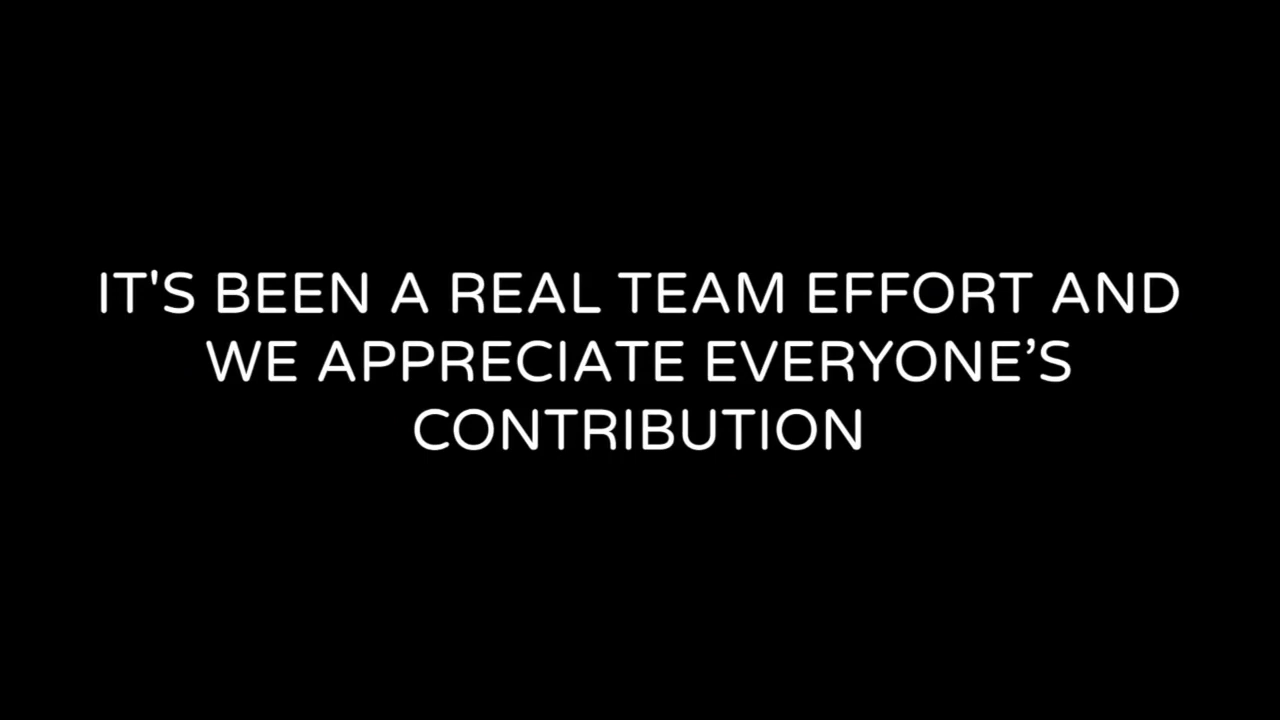 IT'S BEEN A REAL TEAM EFFORT AND
WE APPRECIATE EVERYONE’S
CONTRIBUTION